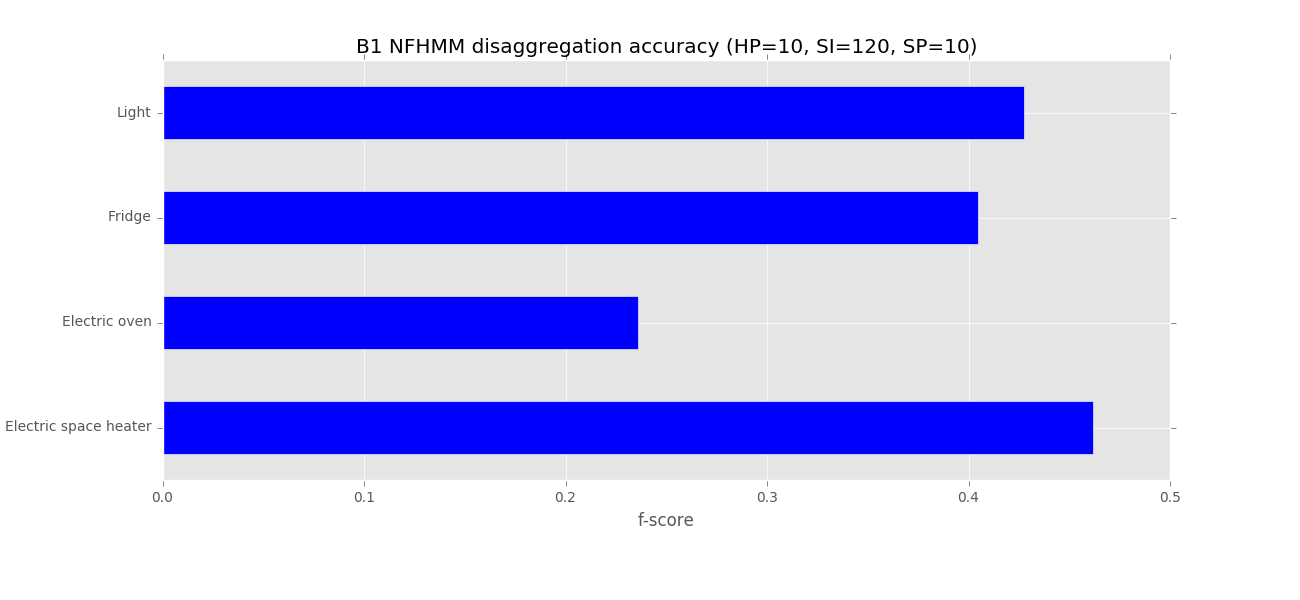 B1 NFHMM disaggregation accuracy (HP=10, SI=120, SP=10)
Light
Fridge
Electric oven
Electric space heater
0.0 0.1 0.2 0.3 0.4 0.5
f-score